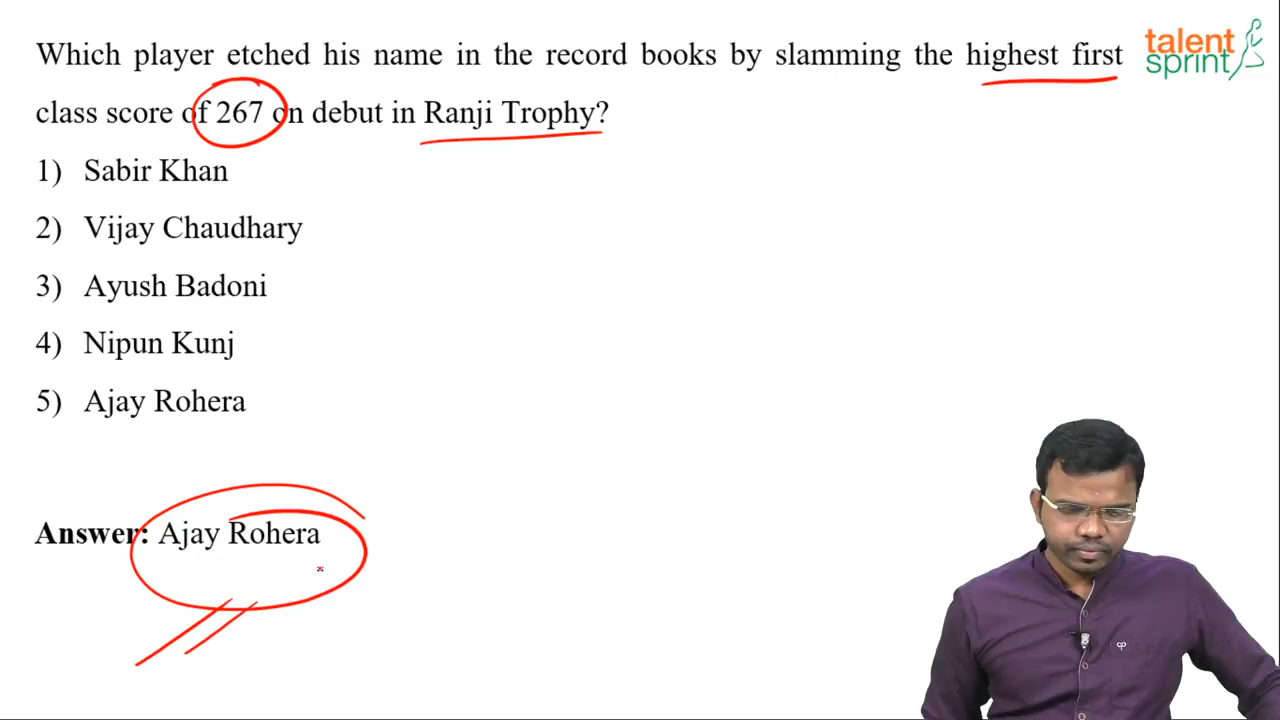 Which player etched his name in the record books by slamming the highest first
class score of 267 on debut in Ranji Trophy?
1) Sabir Khan
2) Vijay Chaudhary
3) Ayush Badoni
4) Nipun Kunj
5) Ajay Rohera
Answer: Ajay Rohera
talent
sprint